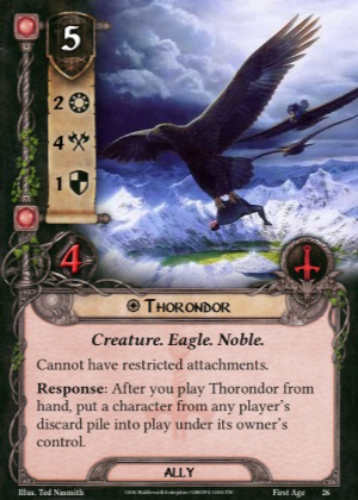 5
2
4
1
4
Thorondor
Creature. Eagle. Noble.
Cannot have restricted attachments.
Response: After you play Thorondor from
hand, put a character from any player's
discard pile into play under its owner's
control.
ALLY
Illus. Ted Nasmith
First Age 26